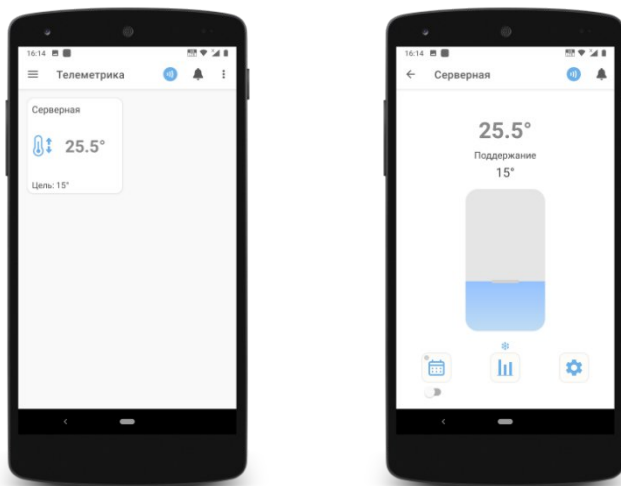 16:14
Телеметрика
Серверная
25.5°
Цель: 15°
16:14
Серверная
25.5°
Поддержание
15°